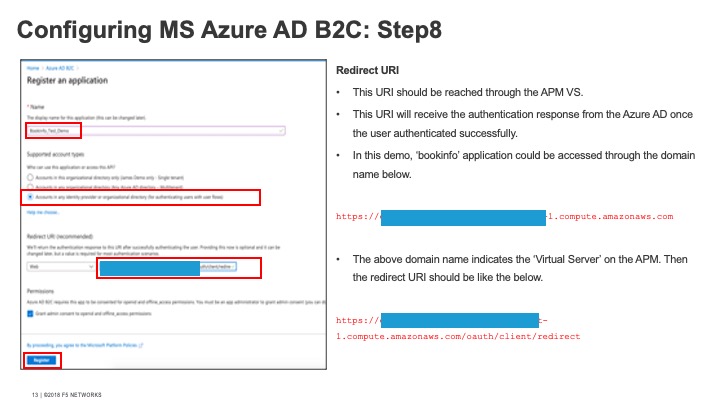 Configuring MS Azure AD B2C: Step8
Home > Azure AD B2C >
Register an application
* Name
The display name for this application (this can be changed later).
Bookinfo_Test_Demo
Supported account types
Who can use this application or access this API?
Accounts in this organizational directory only (James Demo only - Single tenant)
Accounts in any organizational directory (Any Azure AD directory – Multitenant)
Accounts in any identity provider or organizational directory (for authenticating users with user flows)
Help me choose...
Redirect URI (recommended)
We'll return the authentication response to this URI after successfully authenticating the user. Providing this now is optional and it can be
changed later, but a value is required for most authentication scenarios.
Web
Permissions
Azure AD B2C requires this app to be consented for openid and offline_access permissions. You must be an app administrator to grant admin consent (you can d
Grant admin consent to openid and offline_access permissions
By proceeding, you agree to the Microsoft Platform Policies
Register
Redirect URI
• This URI should be reached through the APM VS.
• This URI will receive the authentication response from the Azure AD once
the user authenticated successfully.
• In this demo, ‘bookinfo’ application could be accessed through the domain
name below.
https:// -1.compute.amazonaws.com
• The above domain name indicates the ‘Virtual Server’ on the APM. Then
the redirect URI should be like the below.
https:// t-
1.compute.amazonaws.com/oauth/client/redirect
13 | ©2018 F5 NETWORKS